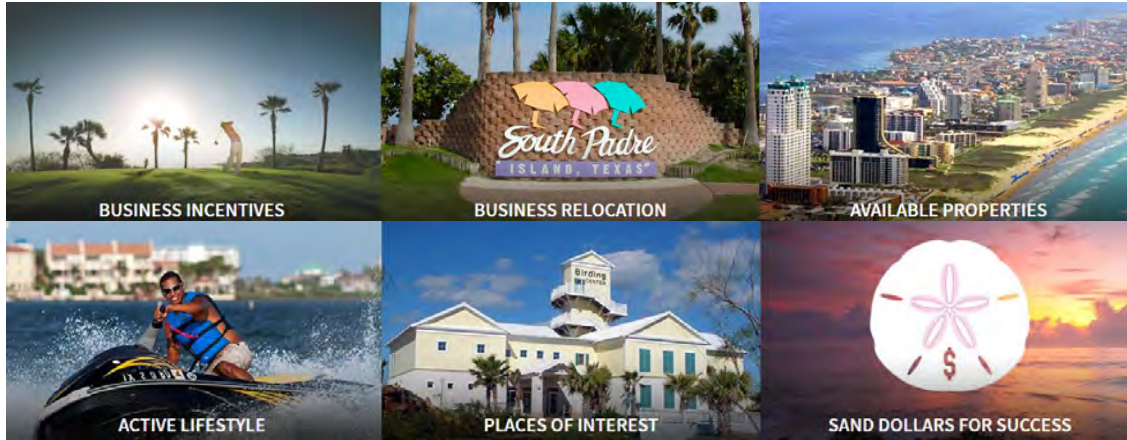 BUSINESS INCENTIVES
South Padre
"ISLAND, TEXAS"
BUSINESS RELOCATION
AVAILABLE PROPERTIES
ACTIVE LIFESTYLE
Birding
CENTER
PLACES OF INTEREST
$
SAND DOLLARS FOR SUCCESS